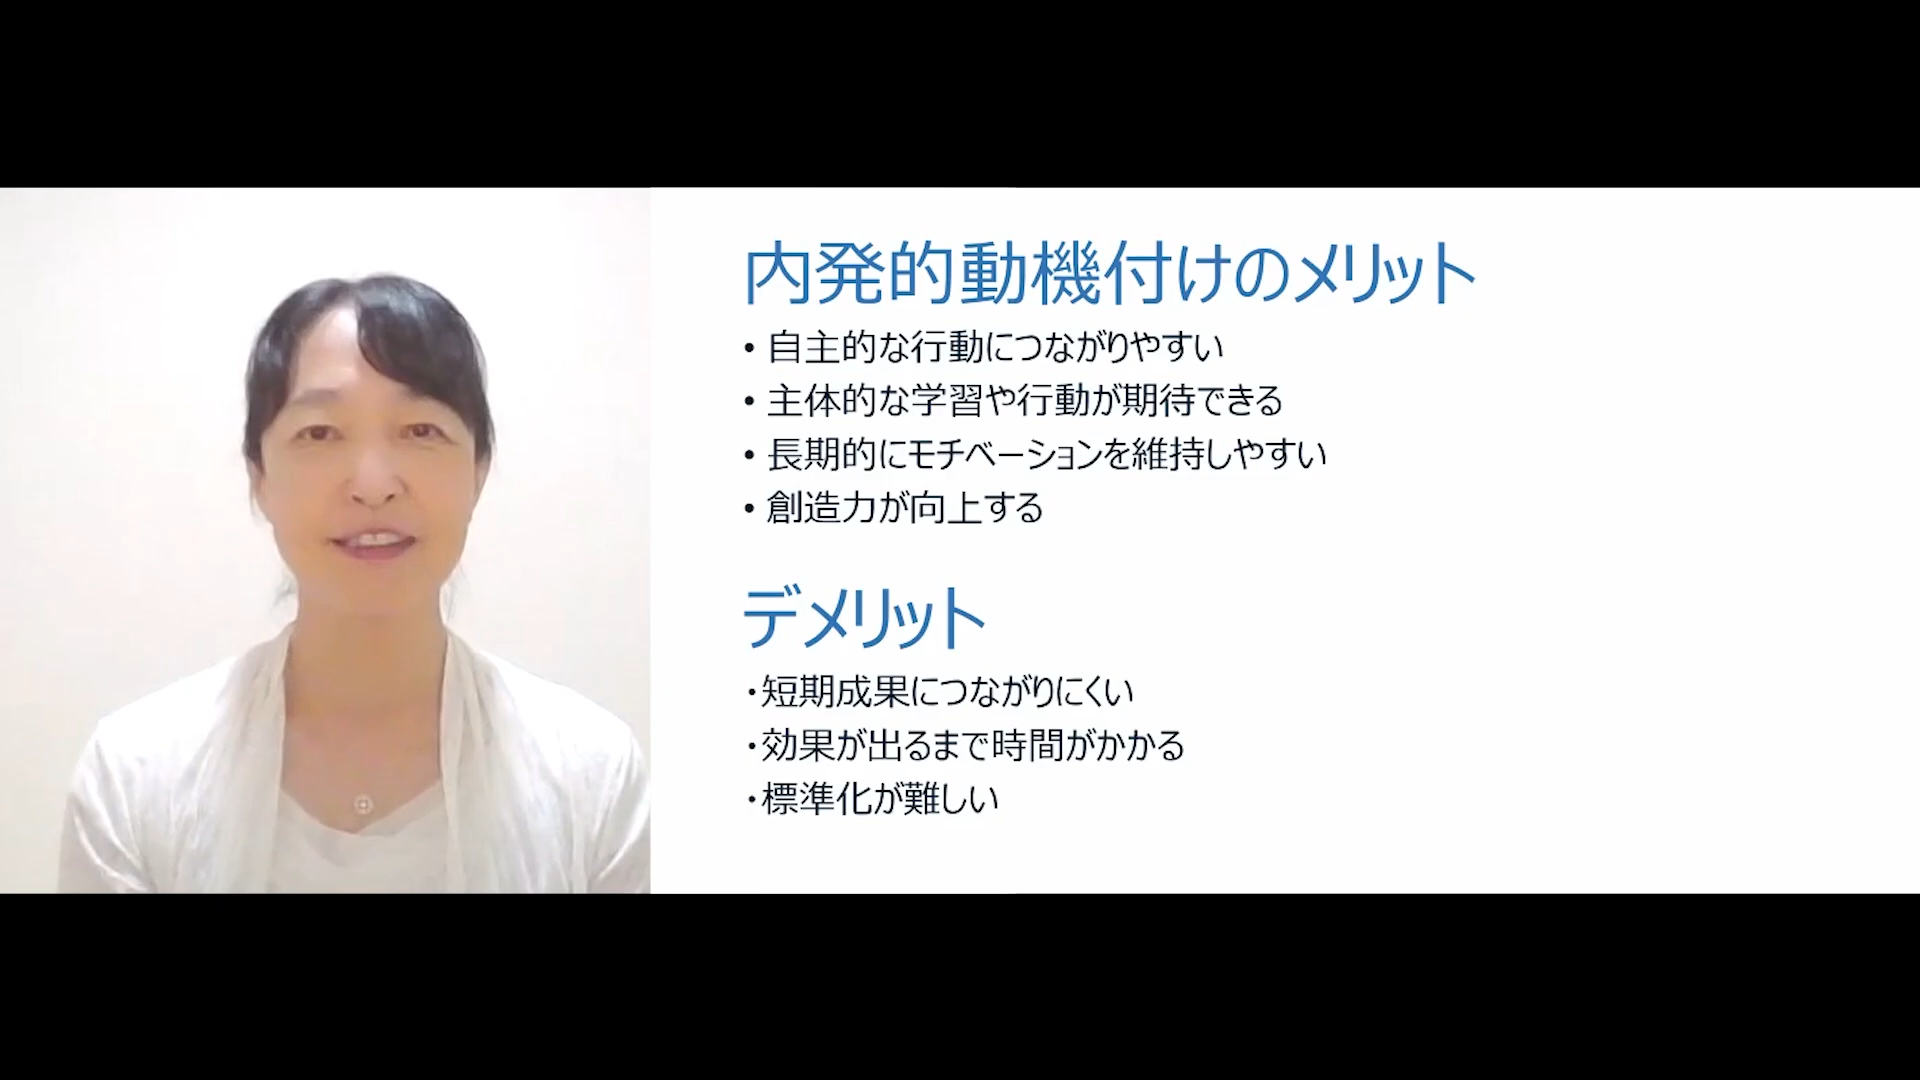 内発的動機付けのメリット
• 自主的な行動につながりやすい
• 主体的な学習や行動が期待できる
• 長期的にモチベーションを維持しやすい
• 創造力が向上する
デメリット
・短期成果につながりにくい
・効果が出るまで時間がかかる
・標準化が難しい